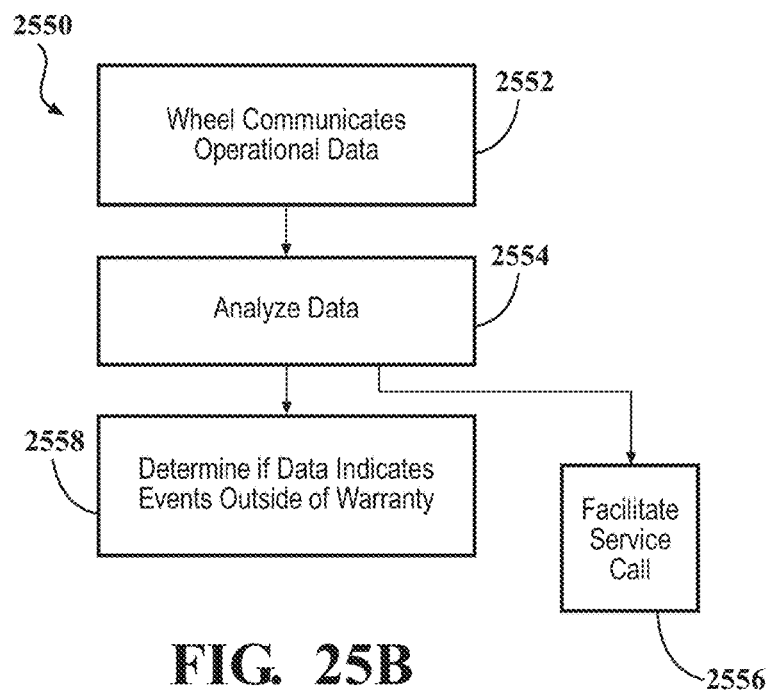 2550
2552
Wheel Communicates
Operational Data
2554
Analyze Data
2558
Determine if Data Indicates
Events Outside of Warranty
Facilitate
Service
Call
2556
FIG. 25B